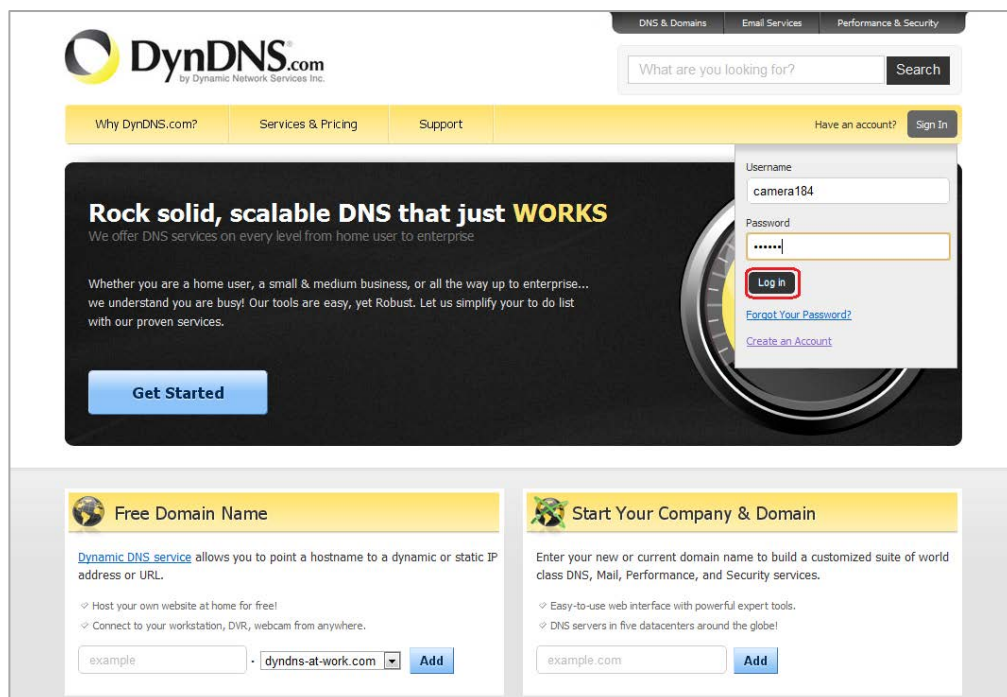 DNS & Domains Email Services Performance & Security
DynDNS.com
by Dynamic Network Services Inc.
What are you looking for? Search
Why DynDNS.com? Services & Pricing Support Have an account? Sign In
Username
camera184
Password
••••••
Log in
Forgot Your Password?
Create an Account
Rock solid, scalable DNS that just WORKS
We offer DNS services on every level from home user to enterprise
Whether you are a home user, a small & medium business, or all the way up to enterprise...
we understand you are busy! Our tools are easy, yet Robust. Let us simplify your to do list
with our proven services.
Get Started
Free Domain Name
Dynamic DNS service allows you to point a hostname to a dynamic or static IP
address or URL.
Host your own website at home for free!
Connect to your workstation, DVR, webcam from anywhere.
example . dyndns-at-work.com Add
Start Your Company & Domain
Enter your new or current domain name to build a customized suite of world
class DNS, Mail, Performance, and Security services.
Easy-to-use web interface with powerful expert tools.
DNS servers in five datacenters around the globe!
example.com Add